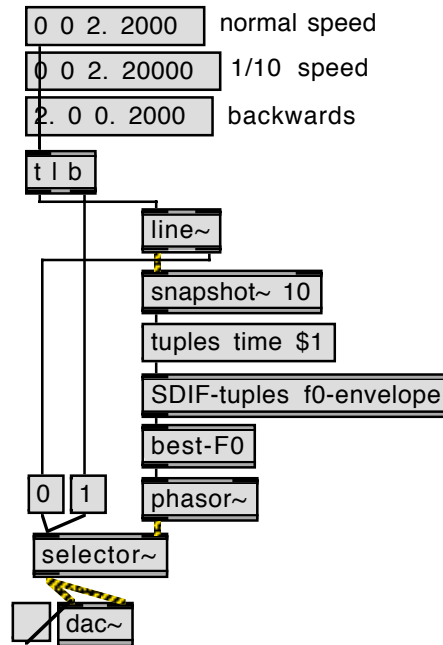 0 0 2. 2000 normal speed
0 0 2. 20000 1/10 speed
2. 0 0. 2000 backwards
t l b
line~
snapshot~ 10
tuples time $1
SDIF-tuples f0-envelope
best-F0
0 1 phasor~
selector~
dac~